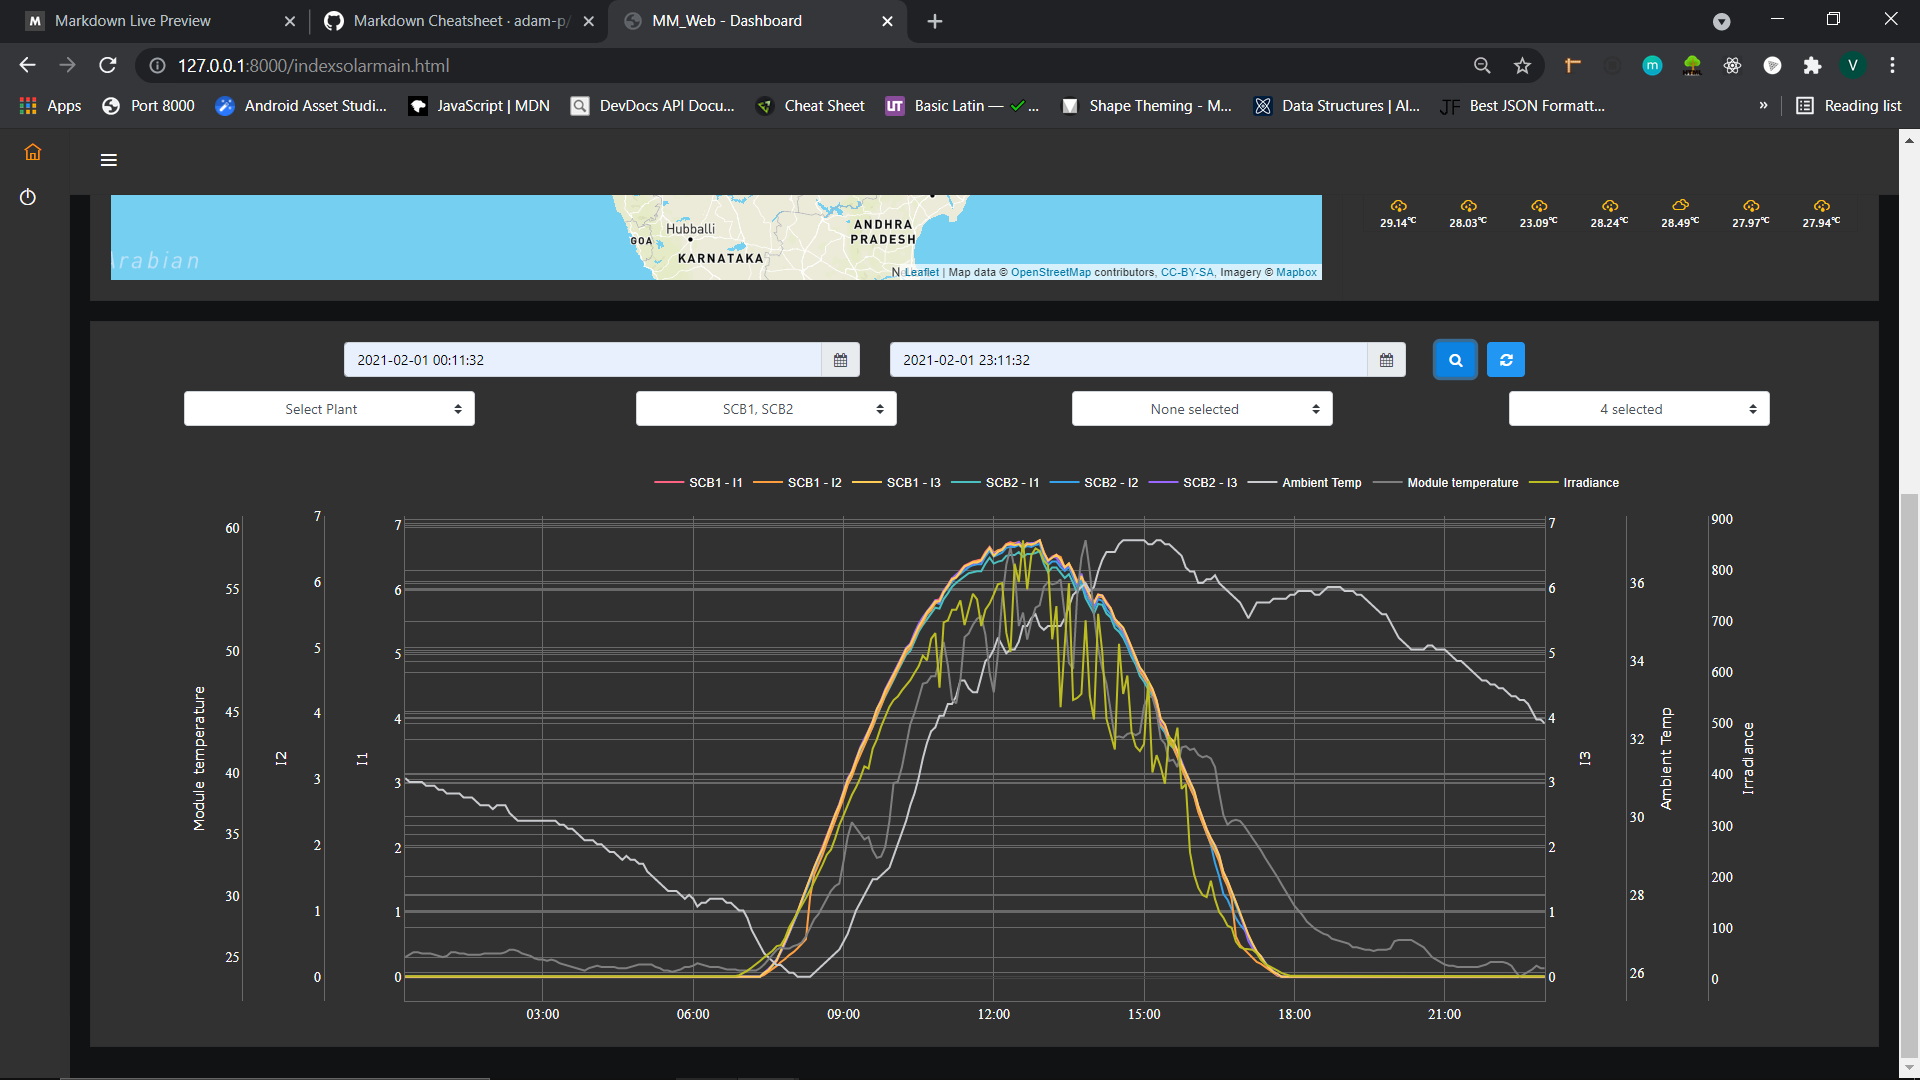 Markdown Live Preview
Markdown Cheatsheet · adam-p/
MM_Web - Dashboard
127.0.0.1:8000/indexsolarmain.html
Apps
Port 8000
Android Asset Studi...
JavaScript | MDN
DevDocs API Docu...
Cheat Sheet
Basic Latin — ✓ ...
Shape Theming - M...
Data Structures | Al...
Best JSON Formatt...
»
Reading list
Hubballi
GOA
ANDHRA
PRADESH
KARNATAKA
Arabian
Leaflet | Map data © OpenStreetMap contributors, CC-BY-SA, Imagery © Mapbox
29.14°C 28.03°C 23.09°C 28.24°C 28.49°C 27.97°C 27.94°C
2021-02-01 00:11:32
2021-02-01 23:11:32
Select Plant
SCB1, SCB2
None selected
4 selected
SCB1 - I1 SCB1 - I2 SCB1 - I3 SCB2 - I1 SCB2 - I2 SCB2 - I3 Ambient Temp Module temperature Irradiance
Module temperature
60
55
50
45
40
35
30
25
I2
7
6
5
4
3
2
1
0
I1
7
6
5
4
3
2
1
0
7
6
5
4
3
2
1
0
I3
36
34
32
30
28
26
Ambient Temp
900
800
700
600
500
400
300
200
100
0
Irradiance
03:00 06:00 09:00 12:00 15:00 18:00 21:00